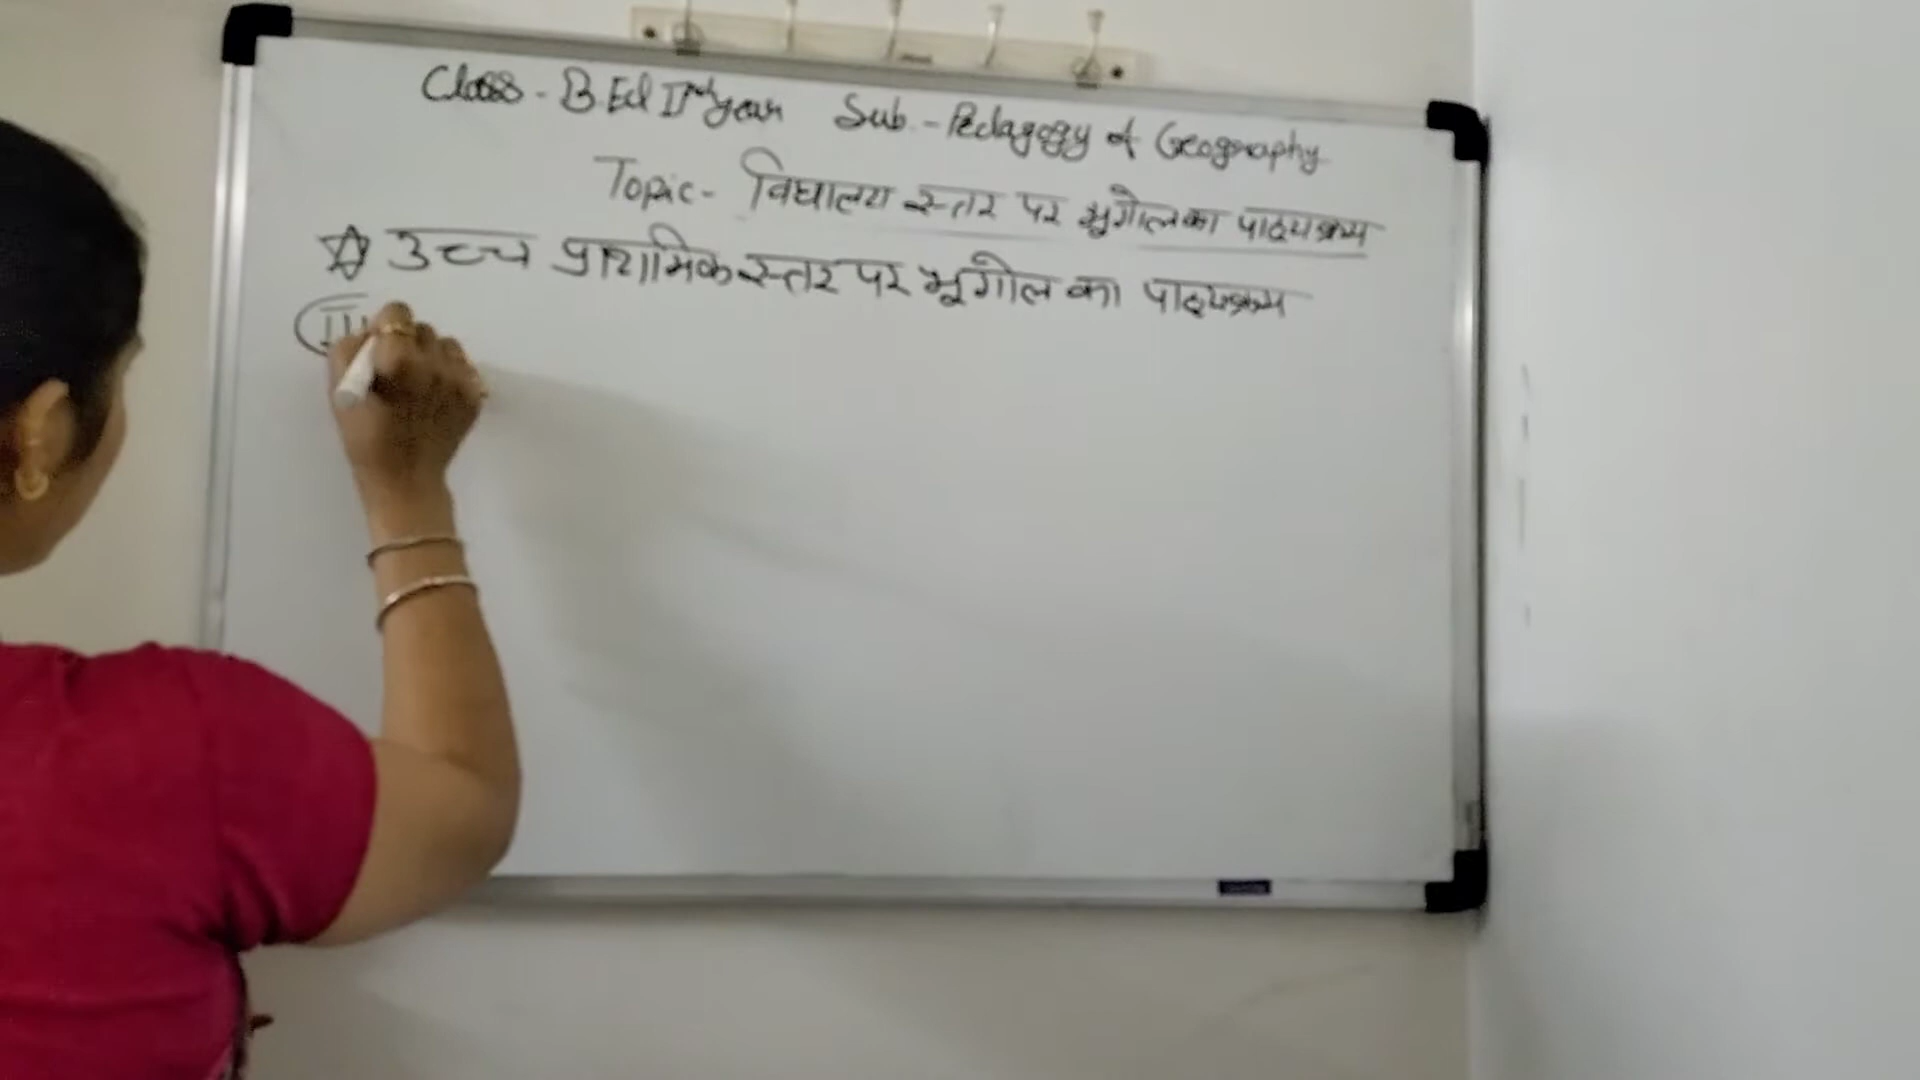 Class - B.Ed IInd year Sub. - Pedagogy of Geography
Topic - विद्यालय स्तर पर भूगोल का पाठ्यक्रम
☆ उच्च प्राथमिक स्तर पर भूगोल का पाठ्यक्रम